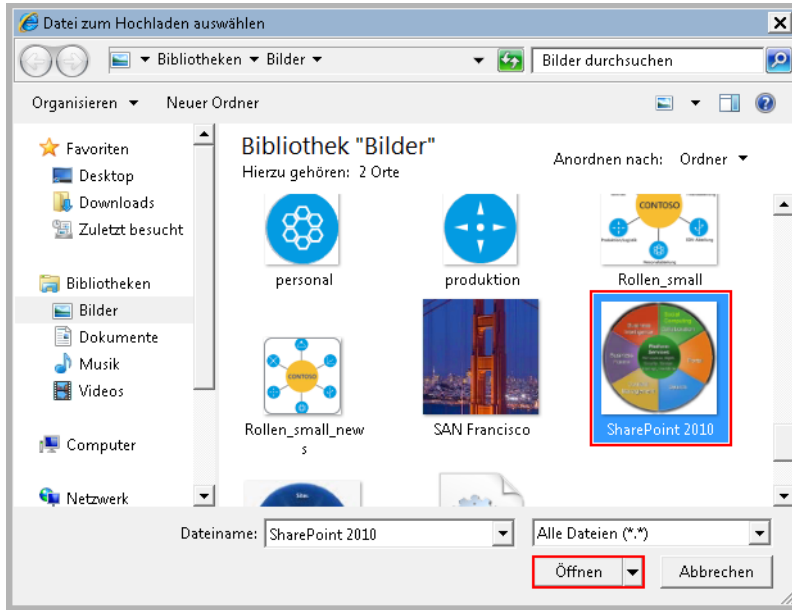 Datei zum Hochladen auswählen
Bibliotheken
Bilder
Bilder durchsuchen
Organisieren
Neuer Ordner
Favoriten
Desktop
Downloads
Zuletzt besucht
Bibliotheken
Bilder
Dokumente
Musik
Videos
Computer
Netzwerk
Bibliothek "Bilder"
Hierzu gehören: 2 Orte
Anordnen nach: Ordner
CONTOSO
personal
produktion
Rollen_small
CONTOSO
Rollen_small_new
s
SAN Francisco
SharePoint 2010
Dateiname: SharePoint 2010
Alle Dateien (*.*)
Öffnen
Abbrechen